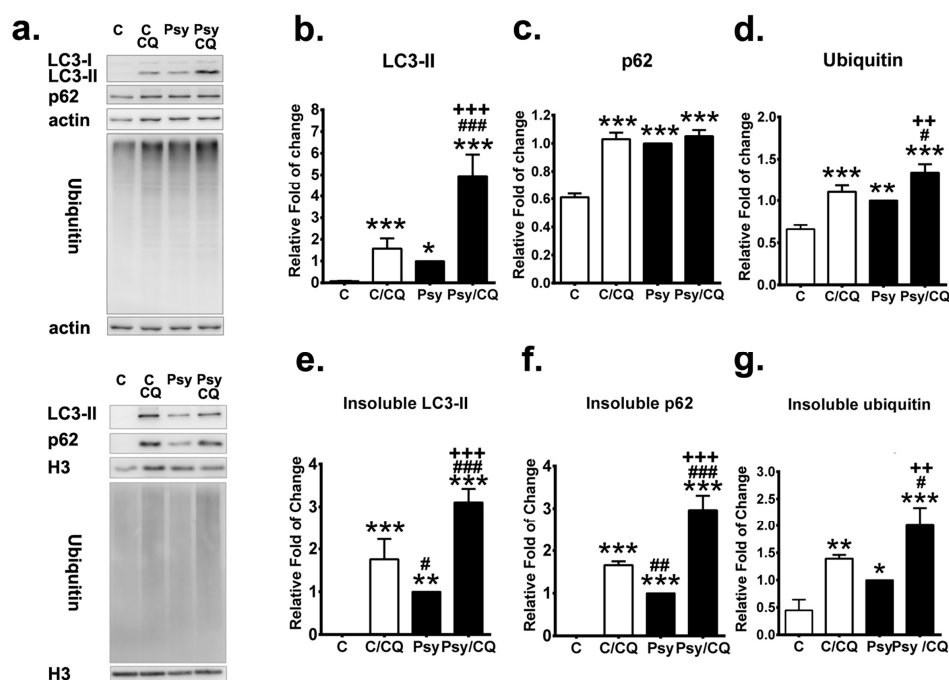 a.
C C CQ Psy Psy CQ
LC3-I
LC3-II
p62
actin
Ubiquitin
actin
C C CQ Psy Psy CQ
LC3-II
p62
H3
Ubiquitin
H3
b.
LC3-II
Relative Fold of change
8
7
6
5
4
3
2
1
0
***
*
+++
###
***
C C/CQ Psy Psy/CQ
c.
p62
Relative Fold of change
1.2
1.0
0.8
0.6
0.4
0.2
0.0
*** *** ***
C C/CQ Psy Psy/CQ
d.
Ubiquitin
Relative Fold of change
2.0
1.5
1.0
0.5
0.0
***
**
++
#
***
C C/CQ Psy Psy/CQ
e.
Insoluble LC3-II
Relative Fold of Change
4
3
2
1
0
***
#
**
+++
###
***
C C/CQ Psy Psy/CQ
f.
Insoluble p62
Relative Fold of Change
4
3
2
1
0
***
##
***
+++
###
***
C C/CQ Psy Psy/CQ
g.
Insoluble ubiquitin
Relative Fold of Change
3.0
2.5
2.0
1.5
1.0
0.5
0.0
**
*
++
#
***
C C/CQ PsyPsy /CQ